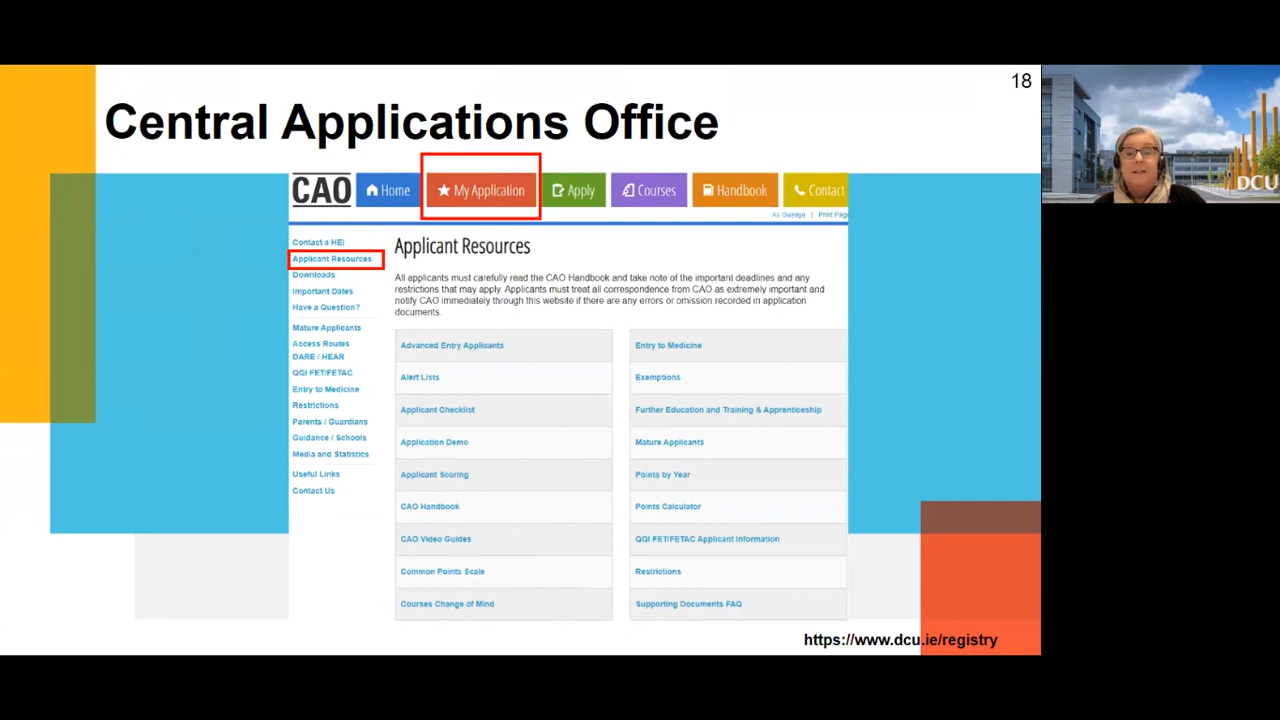 18
Central Applications Office
CAO
Home
My Application
Apply
Courses
Handbook
Contact
As Gaeilge | Print Page
Contact a HEI
Applicant Resources
Downloads
Important Dates
Have a Question?
Mature Applicants
Access Routes
DARE / HEAR
QQI FET/FETAC
Entry to Medicine
Restrictions
Parents / Guardians
Guidance / Schools
Media and Statistics
Useful Links
Contact Us
Applicant Resources
All applicants must carefully read the CAO Handbook and take note of the important deadlines and any
restrictions that may apply. Applicants must treat all correspondence from CAO as extremely important and
notify CAO immediately through this website if there are any errors or omission recorded in application
documents.
Advanced Entry Applicants
Alert Lists
Applicant Checklist
Application Demo
Applicant Scoring
CAO Handbook
CAO Video Guides
Common Points Scale
Courses Change of Mind
Entry to Medicine
Exemptions
Further Education and Training & Apprenticeship
Mature Applicants
Points by Year
Points Calculator
QQI FET/FETAC Applicant Information
Restrictions
Supporting Documents FAQ
https://www.dcu.ie/registry
DCU